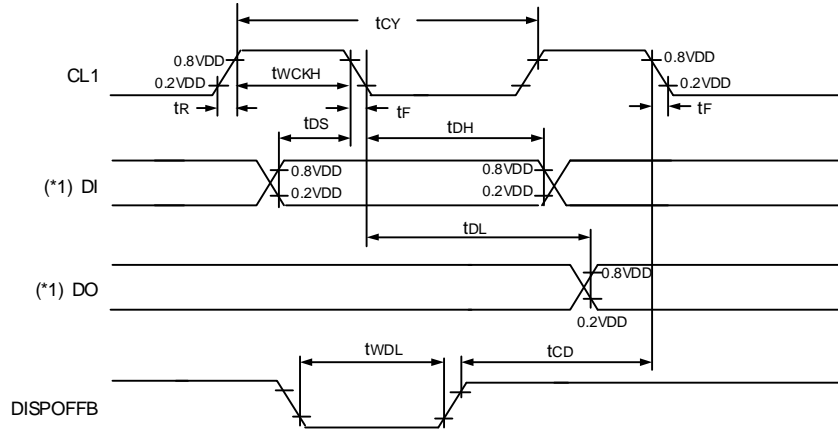 tCY
0.8VDD
CL1
tWCKH
0.8VDD
0.2VDD
0.2VDD
tR
tF
tF
tDS
tDH
(*1) DI
0.8VDD
0.8VDD
0.2VDD
0.2VDD
tDL
(*1) DO
0.8VDD
0.2VDD
tWDL
tCD
DISPOFFB